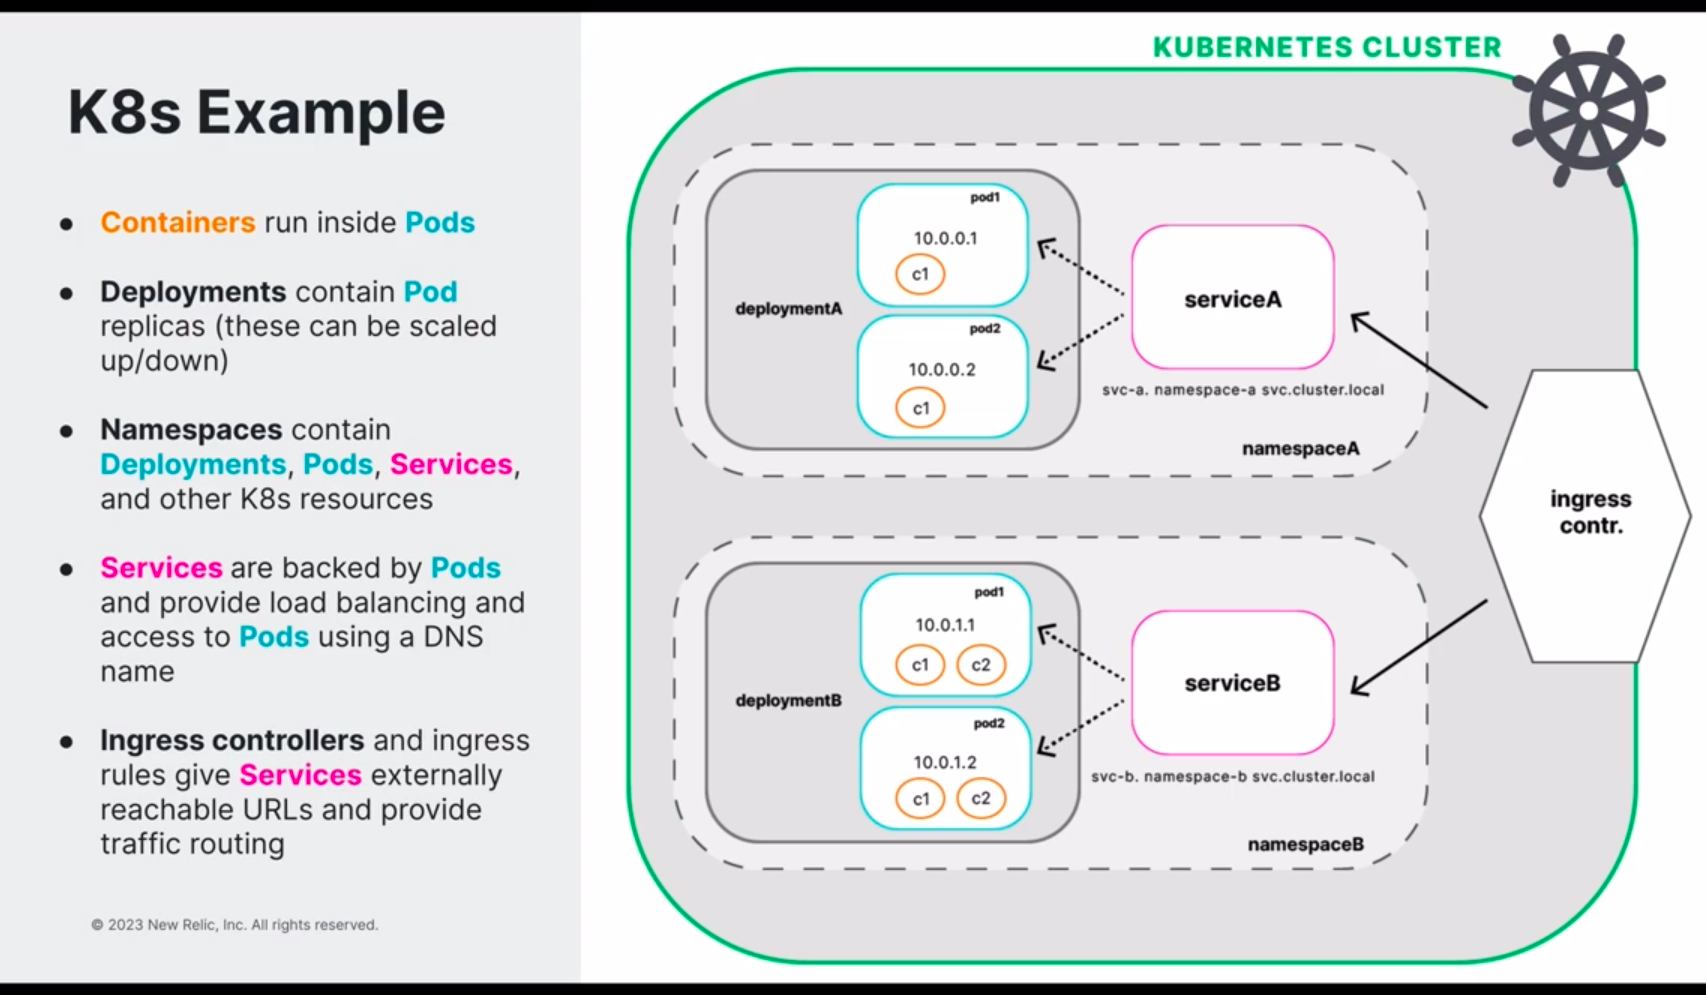 K8s Example
● Containers run inside Pods
● Deployments contain Pod
replicas (these can be scaled
up/down)
● Namespaces contain
Deployments, Pods, Services,
and other K8s resources
● Services are backed by Pods
and provide load balancing and
access to Pods using a DNS
name
● Ingress controllers and ingress
rules give Services externally
reachable URLs and provide
traffic routing
© 2023 New Relic, Inc. All rights reserved.
KUBERNETES CLUSTER
deploymentA
pod1
10.0.0.1
c1
pod2
10.0.0.2
c1
serviceA
svc-a. namespace-a svc.cluster.local
namespaceA
deploymentB
pod1
10.0.1.1
c1 c2
pod2
10.0.1.2
c1 c2
serviceB
svc-b. namespace-b svc.cluster.local
namespaceB
ingress
contr.